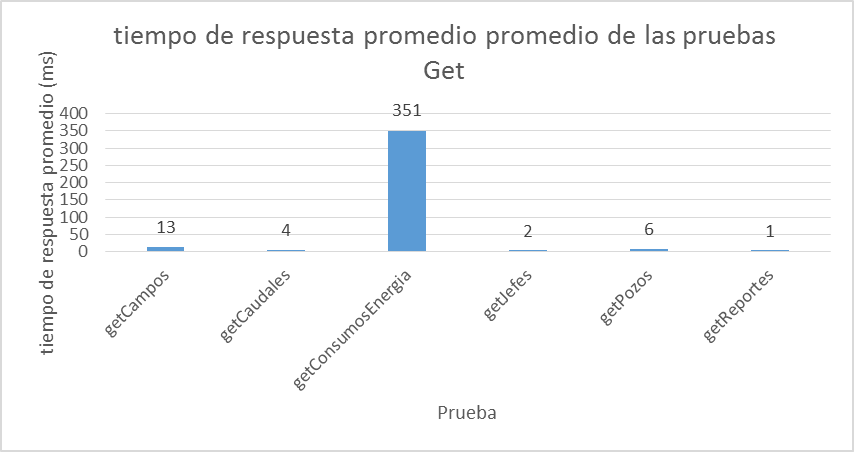 tiempo de respuesta promedio promedio de las pruebas
Get
tiempo de respuesta promedio (ms)
400
350
300
250
200
150
100
50
0
13
4
351
2
6
1
getCampos
getCaudales
getConsumosEnergia
getJefes
getPozos
getReportes
Prueba